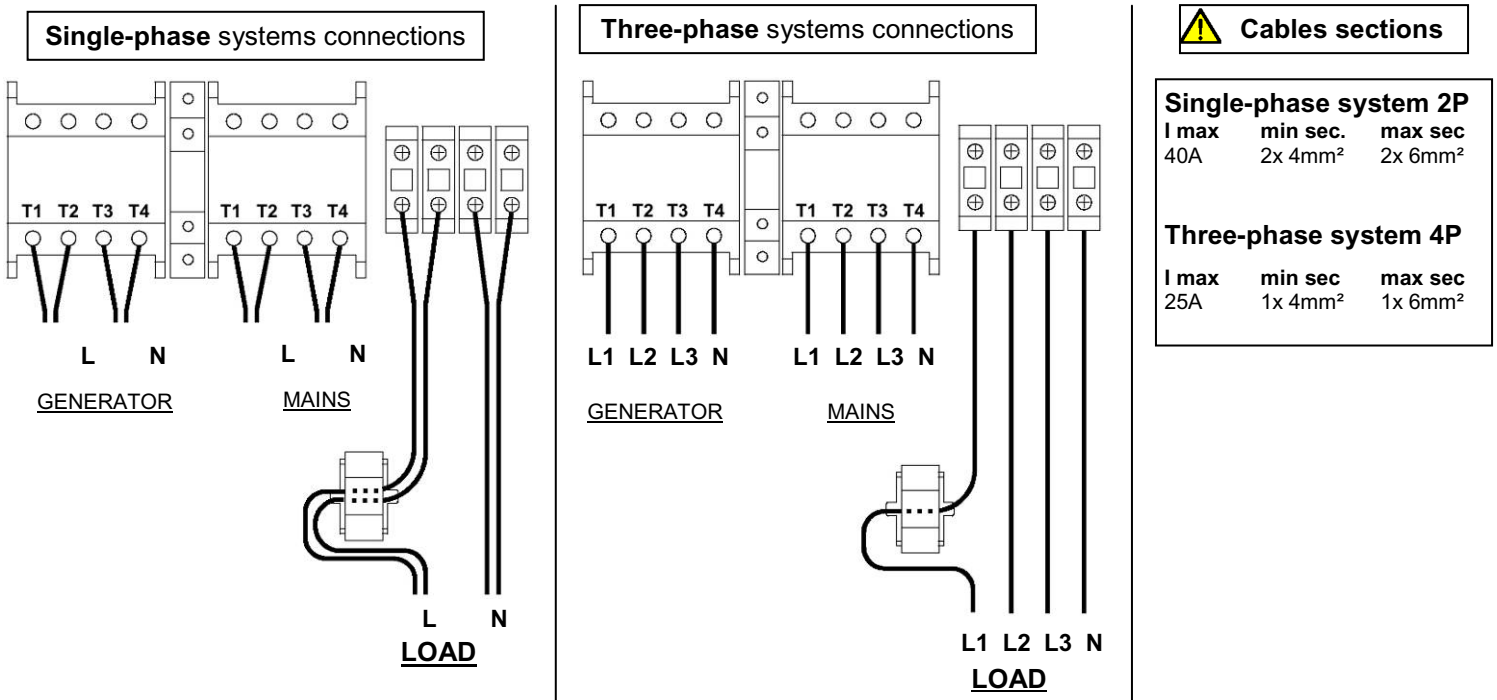 Single-phase systems connections
T1 T2 T3 T4
T1 T2 T3 T4
L N
L N
GENERATOR
MAINS
L N
LOAD
Three-phase systems connections
T1 T2 T3 T4
T1 T2 T3 T4
L1 L2 L3 N
L1 L2 L3 N
GENERATOR
MAINS
L1 L2 L3 N
LOAD
Cables sections
Single-phase system 2P
I max min sec. max sec
40A 2x 4mm² 2x 6mm²
Three-phase system 4P
I max min sec max sec
25A 1x 4mm² 1x 6mm²